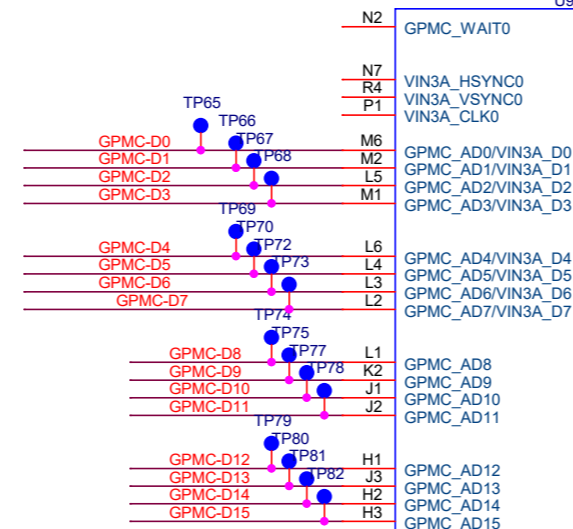 U9
N2 GPMC_WAIT0
N7 VIN3A_HSYNC0
R4 VIN3A_VSYNC0
P1 VIN3A_CLK0
TP65
TP66
TP67
TP68
GPMC-D0 M6 GPMC_AD0/VIN3A_D0
GPMC-D1 M2 GPMC_AD1/VIN3A_D1
GPMC-D2 L5 GPMC_AD2/VIN3A_D2
GPMC-D3 M1 GPMC_AD3/VIN3A_D3
TP69
TP70
TP72
TP73
GPMC-D4 L6 GPMC_AD4/VIN3A_D4
GPMC-D5 L4 GPMC_AD5/VIN3A_D5
GPMC-D6 L3 GPMC_AD6/VIN3A_D6
GPMC-D7 L2 GPMC_AD7/VIN3A_D7
TP74
TP75
TP77
TP78
GPMC-D8 L1 GPMC_AD8
GPMC-D9 K2 GPMC_AD9
GPMC-D10 J1 GPMC_AD10
GPMC-D11 J2 GPMC_AD11
TP79
TP80
TP81
TP82
GPMC-D12 H1 GPMC_AD12
GPMC-D13 J3 GPMC_AD13
GPMC-D14 H2 GPMC_AD14
GPMC-D15 H3 GPMC_AD15